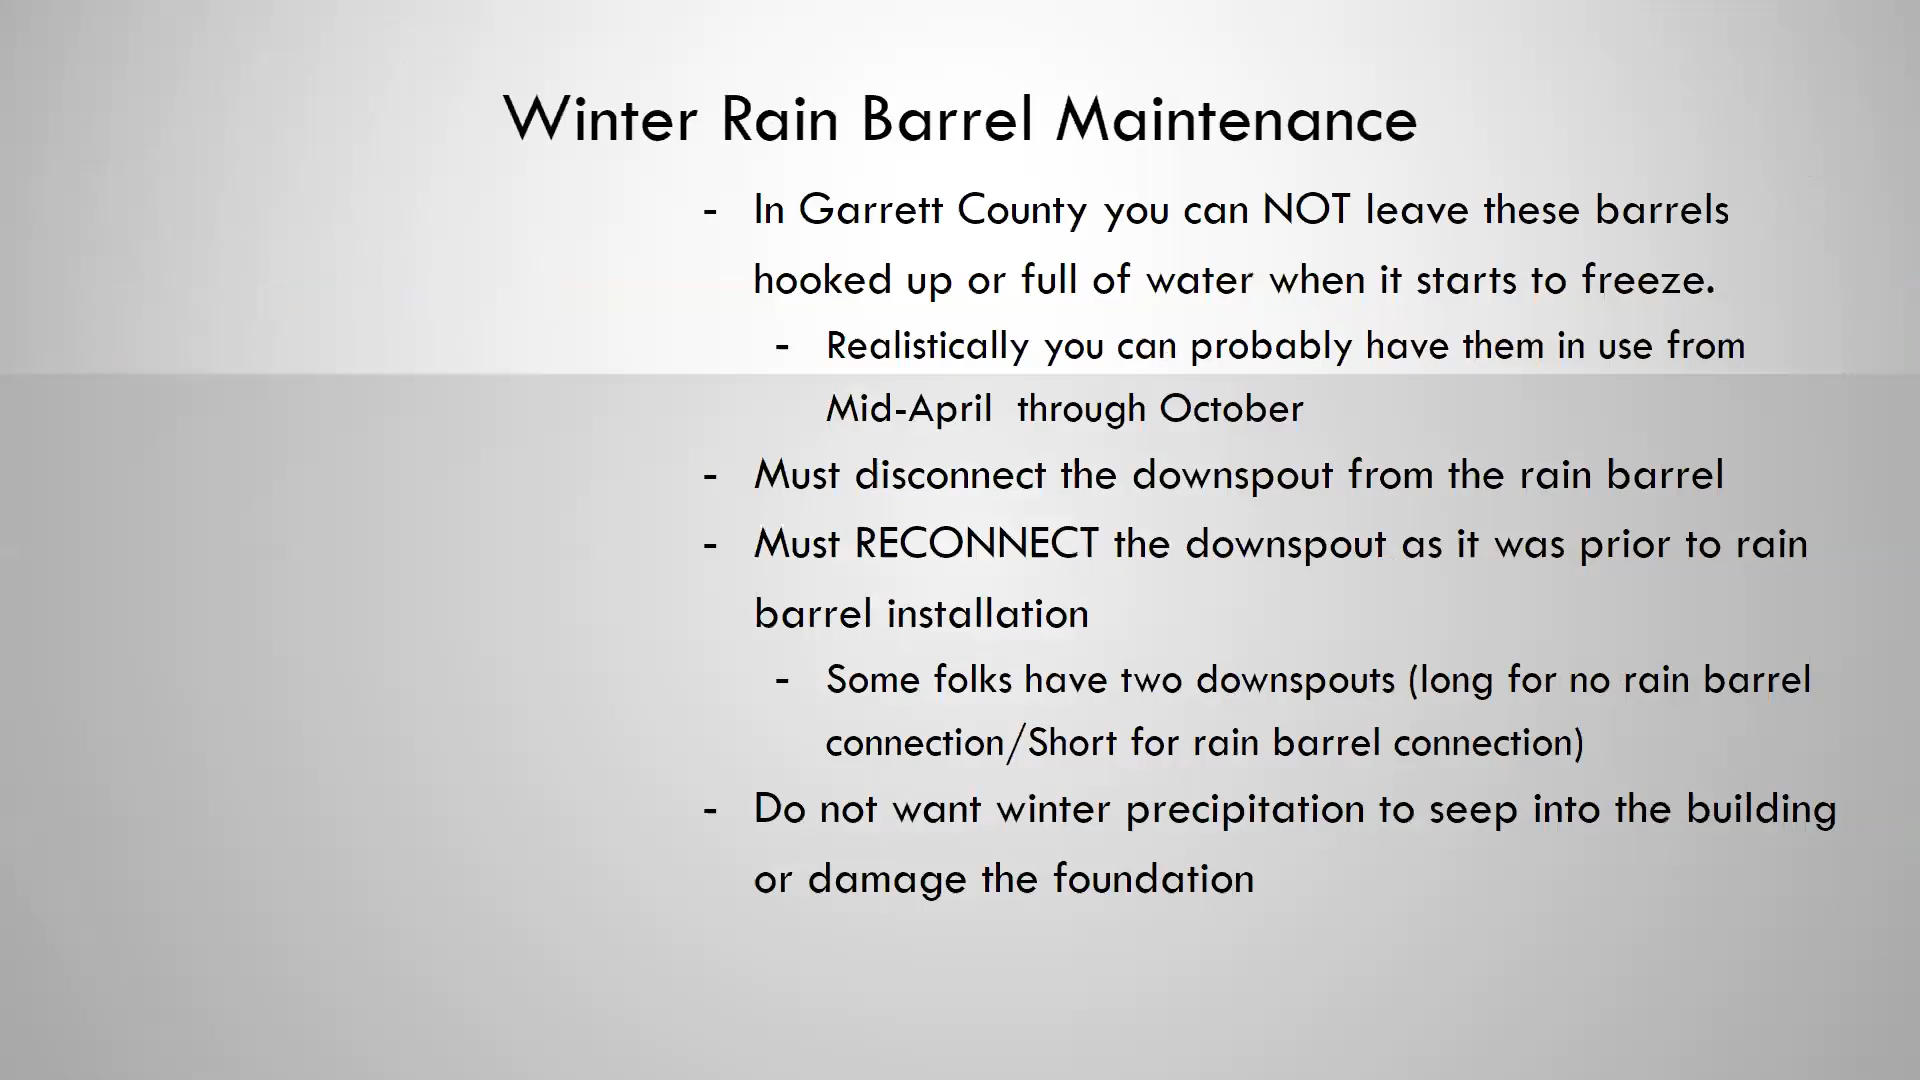 Winter Rain Barrel Maintenance
- In Garrett County you can NOT leave these barrels
hooked up or full of water when it starts to freeze.
- Realistically you can probably have them in use from
Mid-April  through October
- Must disconnect the downspout from the rain barrel
- Must RECONNECT the downspout as it was prior to rain
barrel installation
- Some folks have two downspouts (long for no rain barrel
connection/Short for rain barrel connection)
- Do not want winter precipitation to seep into the building
or damage the foundation